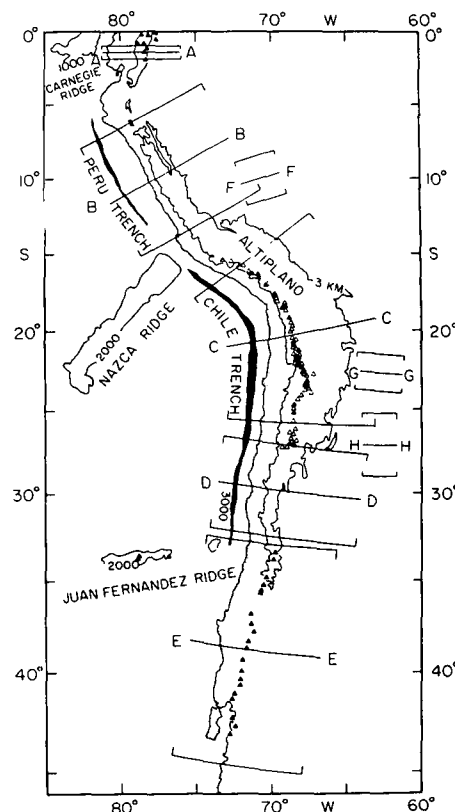 80° 70° W 60°
0° 0°
A A
A
1000
CARNEGIE
RIDGE
B
F F
10° 10°
PERU
TRENCH
B
S S
ALTIPLANO
3 KM
2000
NAZCA RIDGE
CHILE
TRENCH
20° 20°
C C
G G
H H
D D
30° 30°
3000
2000
JUAN FERNANDEZ RIDGE
E E
40° 40°
80° 70° W 60°